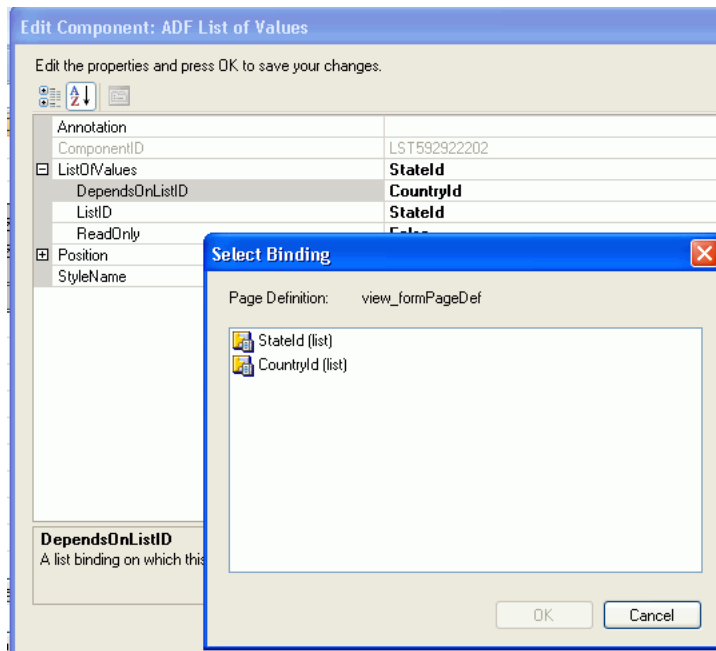 Edit Component: ADF List of Values
Edit the properties and press OK to save your changes.
Annotation
ComponentID LST592922202
ListOfValues StateId
DependsOnListID CountryId
ListID StateId
ReadOnly False
Position
StyleName
Select Binding
Page Definition: view_formPageDef
StateId (list)
CountryId (list)
DependsOnListID
A list binding on which this
OK Cancel